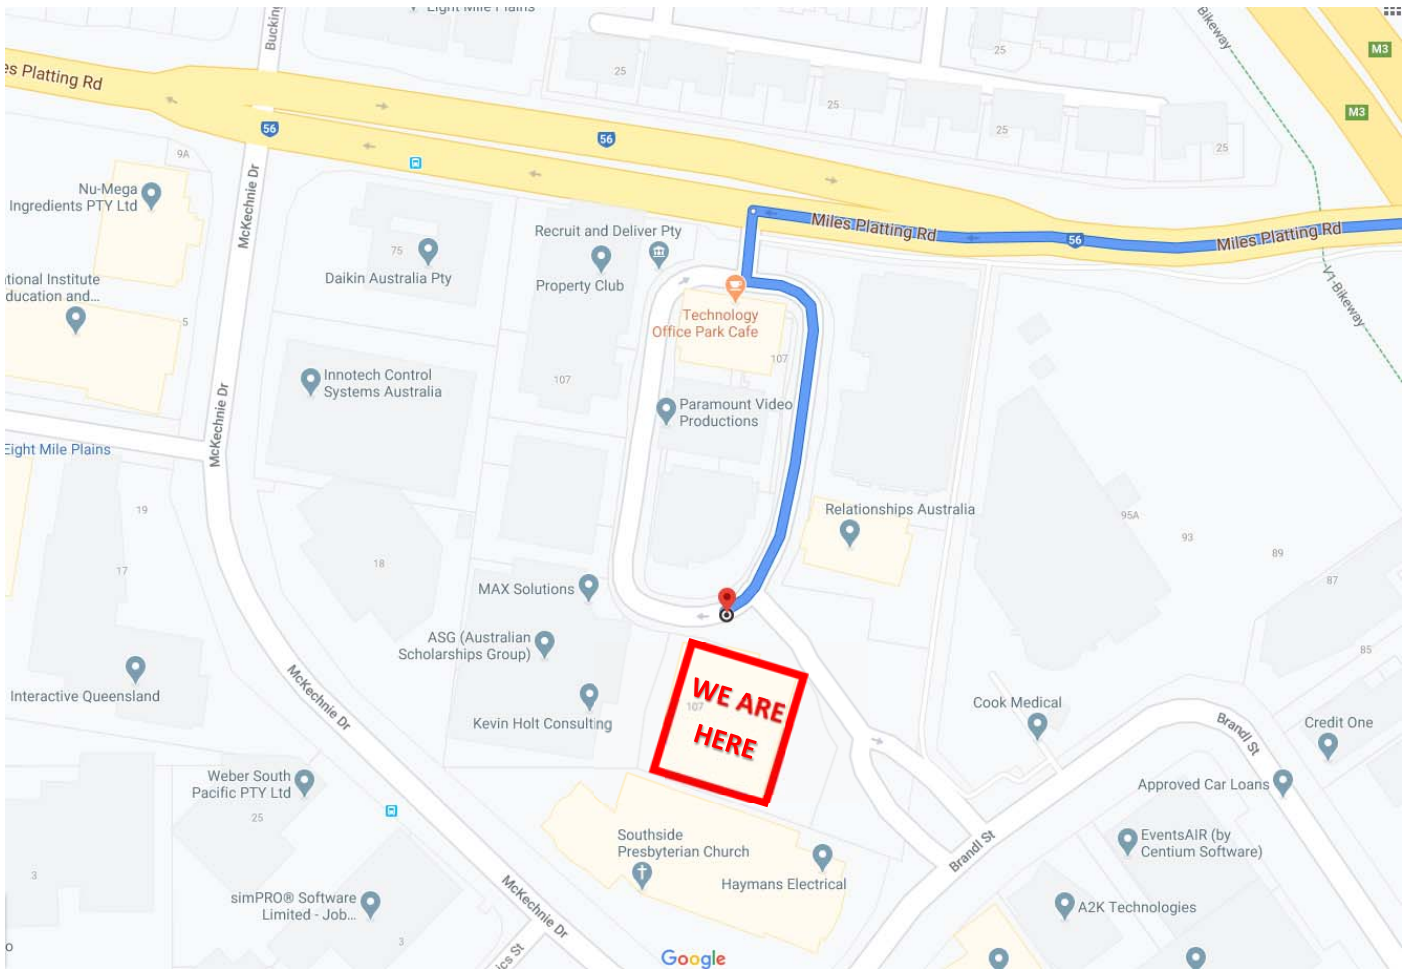 Eight Mile Plains
Bucking
Bikeway
M3
M3
es Platting Rd
25
25
25
25
25
56
56
9A
Nu-Mega
Ingredients PTY Ltd
McKechnie Dr
75
Daikin Australia Pty
Recruit and Deliver Pty
Property Club
Miles Platting Rd
56
Miles Platting Rd
V1 Bikeway
tional Institute
ducation and...
5
Technology
Office Park Cafe
107
107
Innotech Control
Systems Australia
McKechnie Dr
Paramount Video
Productions
Eight Mile Plains
19
17
18
Relationships Australia
95A
93
89
87
85
MAX Solutions
ASG (Australian
Scholarships Group)
Kevin Holt Consulting
107
WE ARE
HERE
Interactive Queensland
McKechnie Dr
Cook Medical
Brandl St
Credit One
Weber South
Pacific PTY Ltd
25
Approved Car Loans
Southside
Presbyterian Church
Haymans Electrical
Brandl St
EventsAIR (by
Centium Software)
3
simPRO® Software
Limited - Job...
3
McKechnie Dr
A2K Technologies
ics St
o
Google